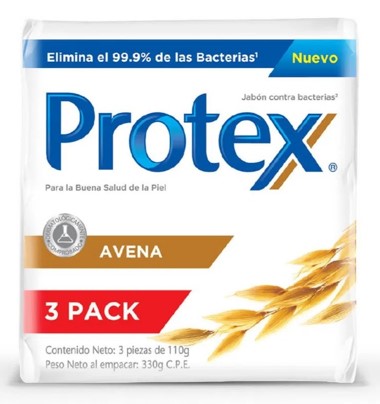 Elimina el 99.9% de las Bacterias¹ Nuevo
Jabón contra bacterias²
Protex®
Para la Buena Salud de la Piel
AVENA
3 PACK
Contenido Neto: 3 piezas de 110g
Peso Neto al empacar: 330g C.P.E.